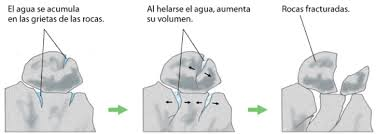 El agua se acumula
en las grietas de las rocas.
Al helarse el agua, aumenta
su volumen.
Rocas fracturadas.